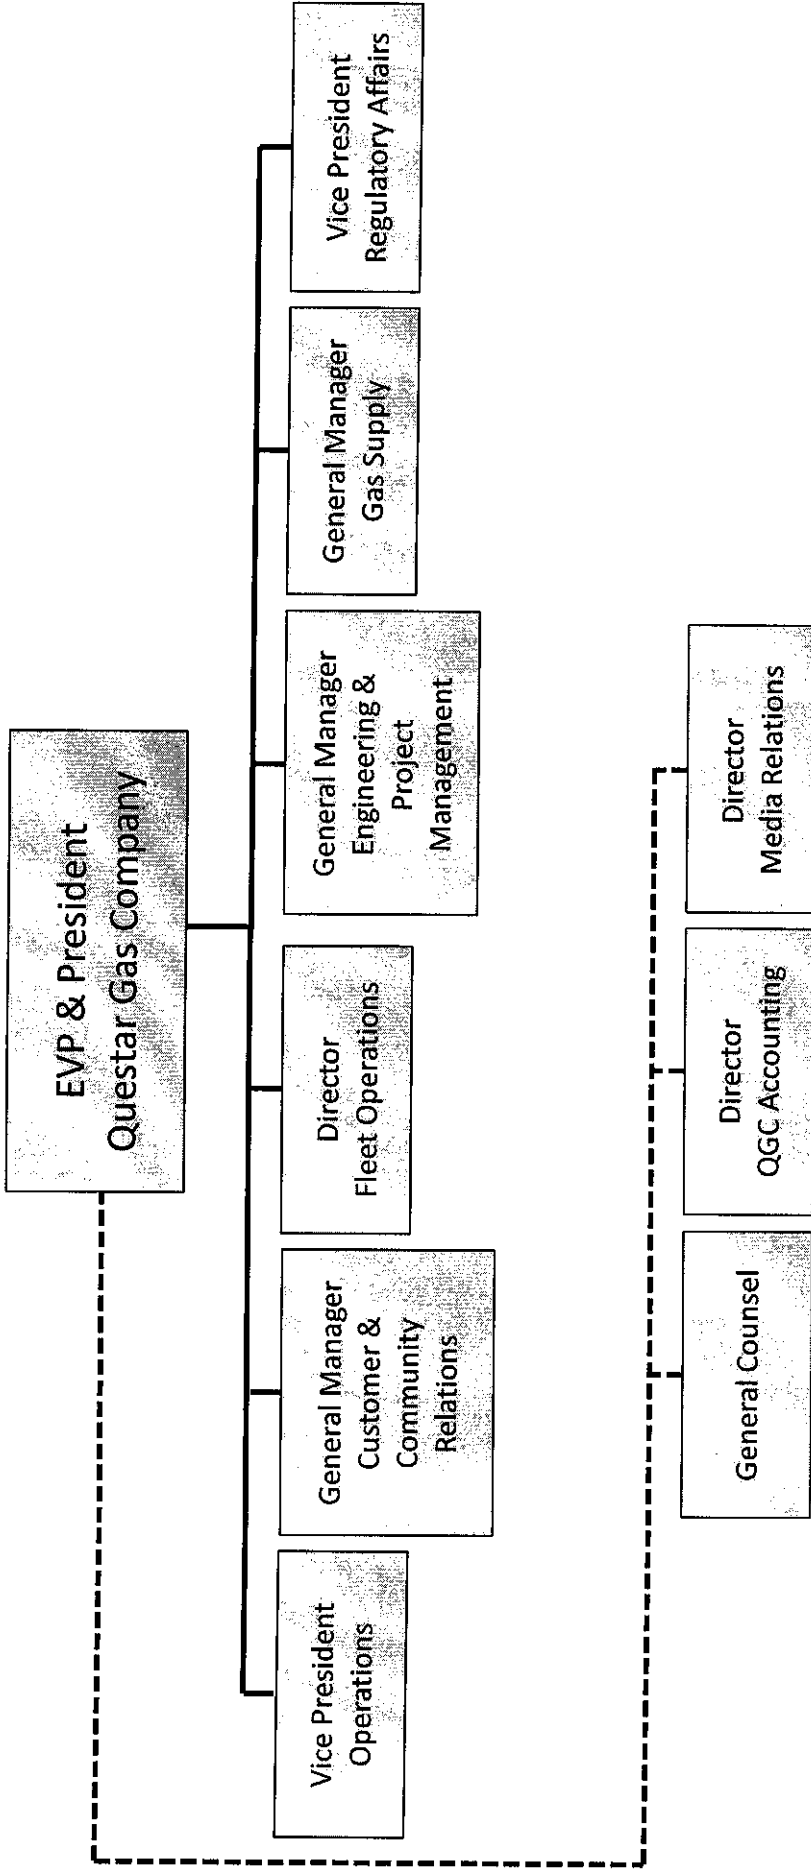 EVP & President
Questar Gas Company
Vice President
Operations
General Manager
Customer &
Community
Relations
Director
Fleet Operations
General Manager
Engineering &
Project
Management
General Manager
Gas Supply
Vice President
Regulatory Affairs
General Counsel
Director
QGC Accounting
Director
Media Relations